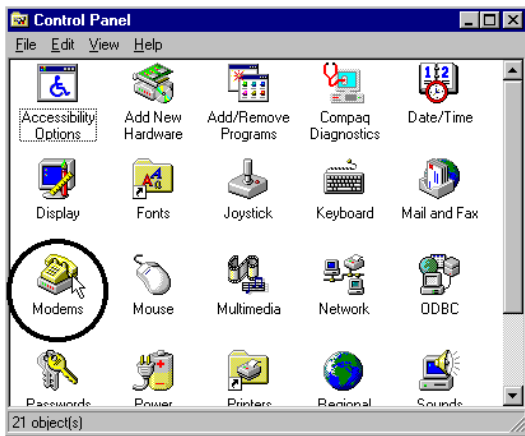 Control Panel
File Edit View Help
Accessibility Options
Add New Hardware
Add/Remove Programs
Compaq Diagnostics
Date/Time
Display
Fonts
Joystick
Keyboard
Mail and Fax
Modems
Mouse
Multimedia
Network
ODBC
Passwords
Power
Printers
Regional
Sounds
21 object(s)